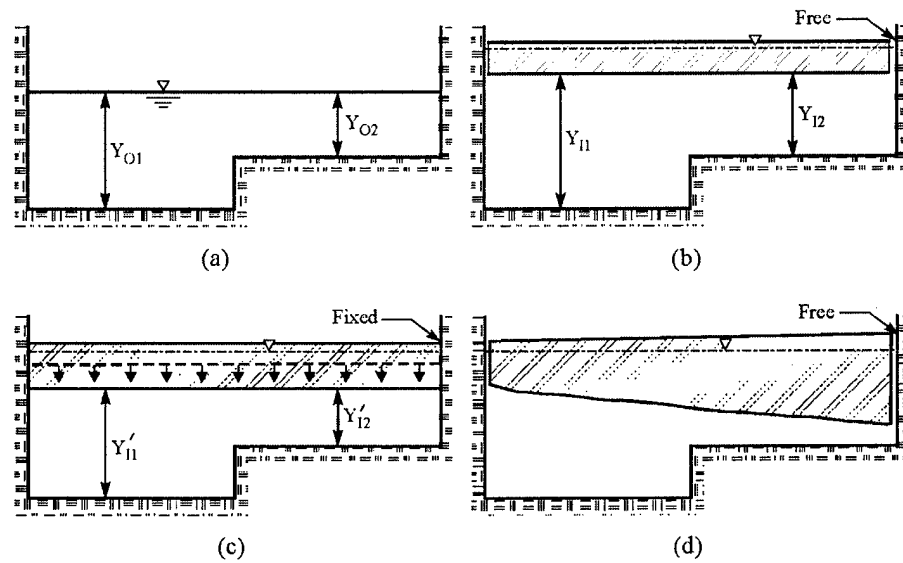 Free
Y_O1
Y_O2
Y_I1
Y_I2
(a)
(b)
Fixed
Free
Y'_I1
Y'_I2
(c)
(d)